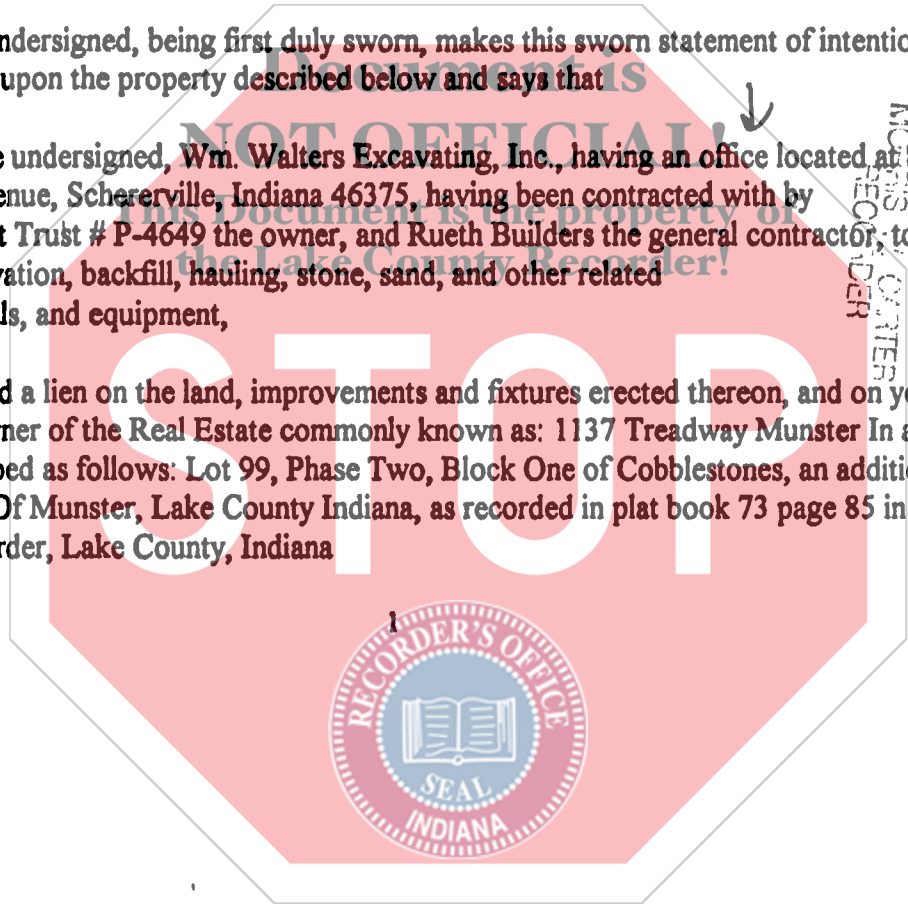 ndersigned, being first duly sworn, makes this sworn statement of intentio
upon the property described below and says that
Document is
NOT OFFICIAL!
This Document is the property of
the Lake County Recorder!
e undersigned, Wm. Walters Excavating, Inc., having an office located at
enue, Schererville, Indiana 46375, having been contracted with by
t Trust # P-4649 the owner, and Rueth Builders the general contractor, to
vation, backfill, hauling, stone, sand, and other related
ls, and equipment,
d a lien on the land, improvements and fixtures erected thereon, and on yo
ner of the Real Estate commonly known as: 1137 Treadway Munster In a
bed as follows: Lot 99, Phase Two, Block One of Cobblestones, an additi
Of Munster, Lake County Indiana, as recorded in plat book 73 page 85 in
rder, Lake County, Indiana
STOP
1
RECORDER'S OFFICE
SEAL
INDIANA
RECORDER